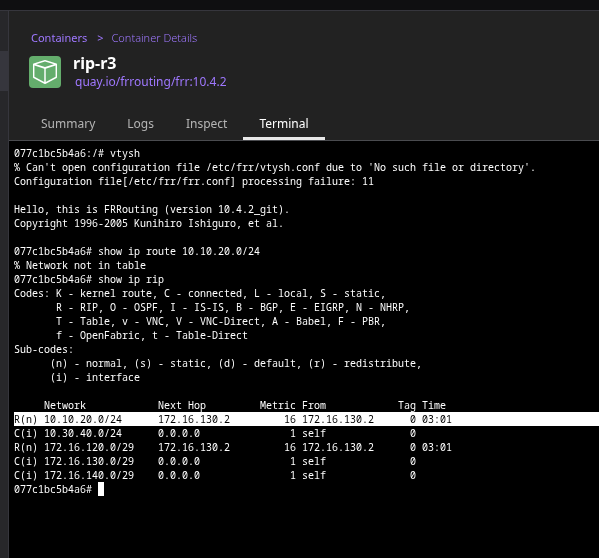 Containers > Container Details
rip-r3
quay.io/frrouting/frr:10.4.2
Summary Logs Inspect Terminal
077c1bc5b4a6:/# vtysh
% Can't open configuration file /etc/frr/vtysh.conf due to 'No such file or directory'.
Configuration file[/etc/frr/frr.conf] processing failure: 11
Hello, this is FRRouting (version 10.4.2_git).
Copyright 1996-2005 Kunihiro Ishiguro, et al.
077c1bc5b4a6# show ip route 10.10.20.0/24
% Network not in table
077c1bc5b4a6# show ip rip
Codes: K - kernel route, C - connected, L - local, S - static,
       R - RIP, O - OSPF, I - IS-IS, B - BGP, E - EIGRP, N - NHRP,
       T - Table, v - VNC, V - VNC-Direct, A - Babel, F - PBR,
       f - OpenFabric, t - Table-Direct
Sub-codes:
      (n) - normal, (s) - static, (d) - default, (r) - redistribute,
      (i) - interface
     Network            Next Hop         Metric From            Tag Time
R(n) 10.10.20.0/24      172.16.130.2         16 172.16.130.2      0 03:01
C(i) 10.30.40.0/24      0.0.0.0               1 self              0
R(n) 172.16.120.0/29    172.16.130.2         16 172.16.130.2      0 03:01
C(i) 172.16.130.0/29    0.0.0.0               1 self              0
C(i) 172.16.140.0/29    0.0.0.0               1 self              0
077c1bc5b4a6#